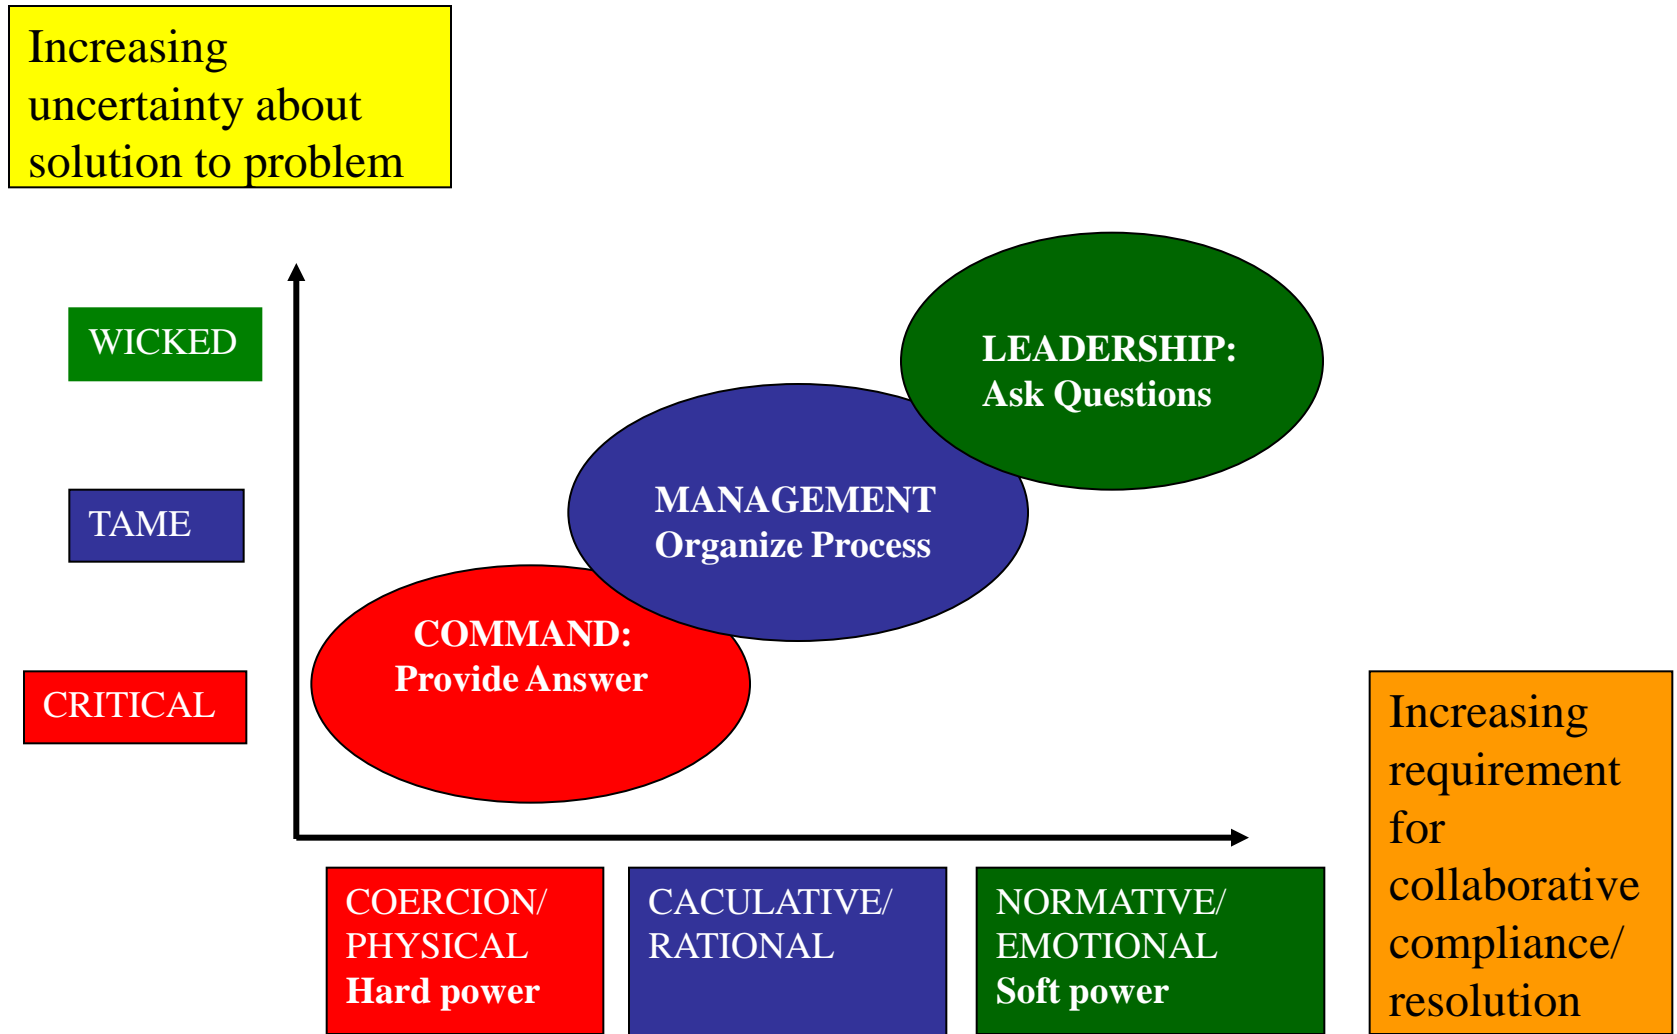 Increasing
uncertainty about
solution to problem
WICKED
LEADERSHIP:
Ask Questions
TAME
MANAGEMENT
Organize Process
COMMAND:
Provide Answer
CRITICAL
Increasing
requirement
for
collaborative
compliance/
resolution
COERCION/
PHYSICAL
Hard power
CACULATIVE/
RATIONAL
NORMATIVE/
EMOTIONAL
Soft power